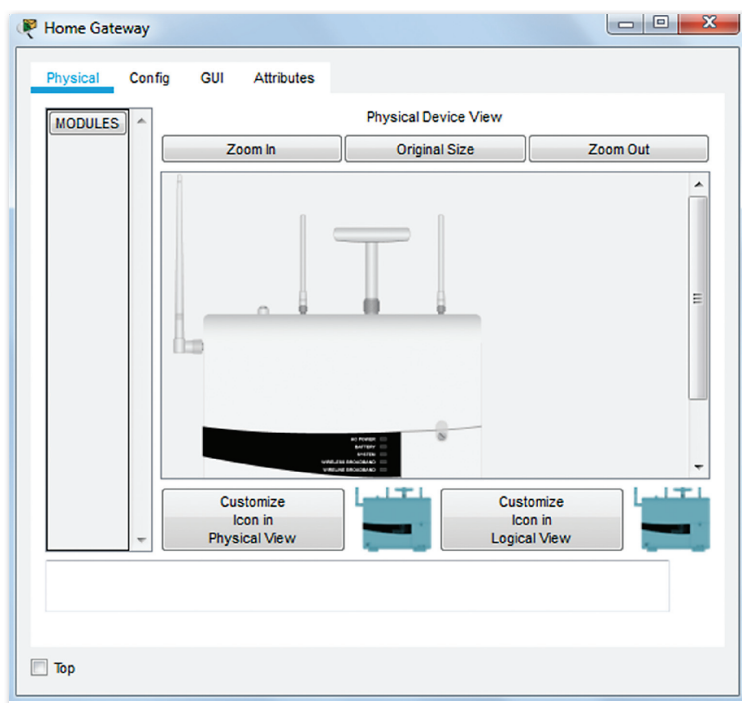 Home Gateway
Physical Config GUI Attributes
MODULES
Physical Device View
Zoom In Original Size Zoom Out
AC POWER
BATTERY
SYSTEM
WIRELESS BROADBAND
WIRELINE BROADBAND
Customize
Icon in
Physical View
Customize
Icon in
Logical View
Top